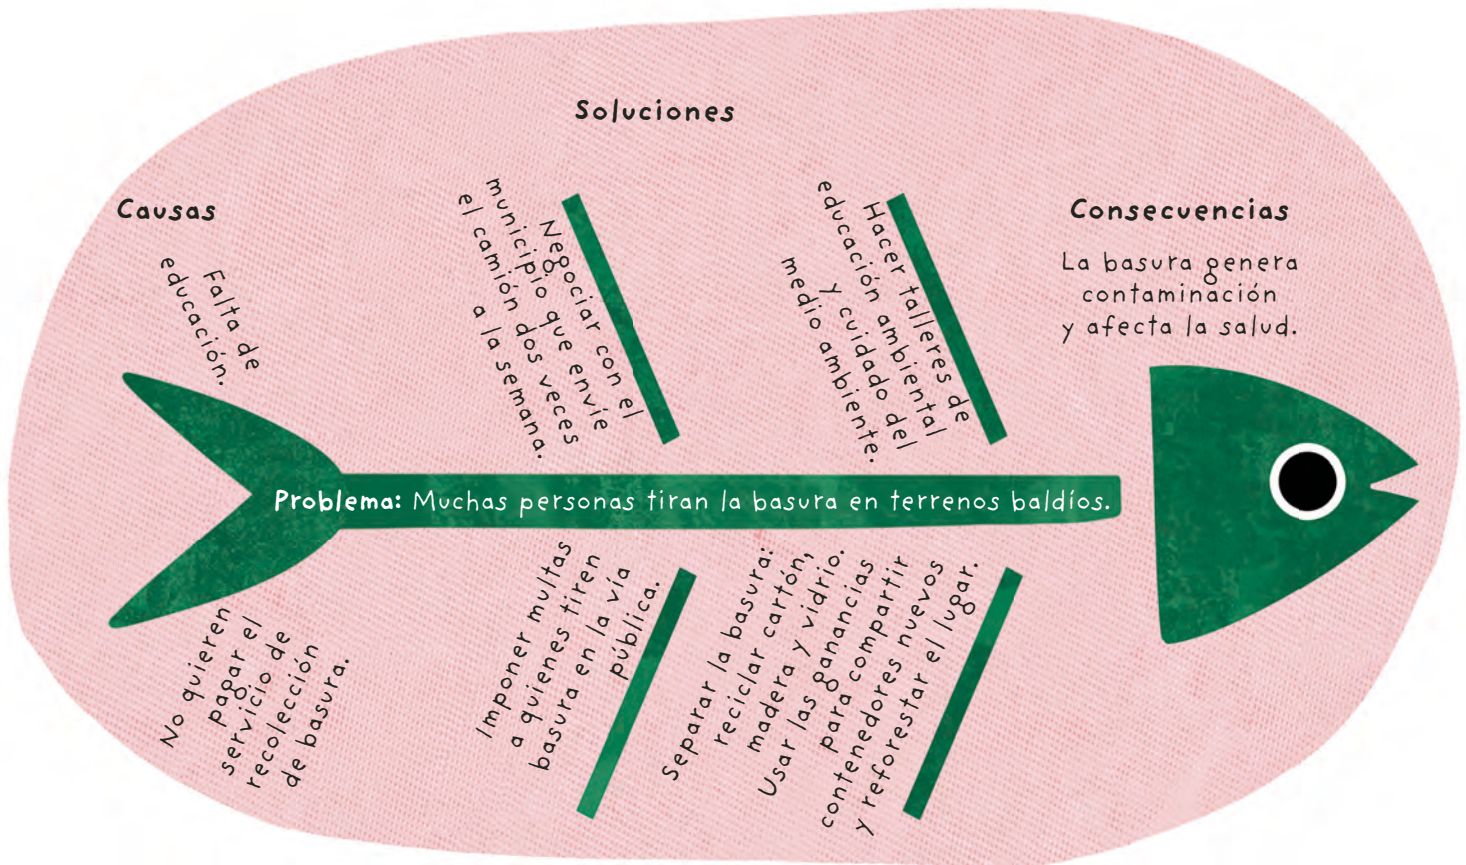 Soluciones
Causas
Falta de
educación.
Negociar con el
municipio que envíe
el camión dos veces
a la semana.
Hacer talleres de
educación ambiental
y cuidado del
medio ambiente.
Consecuencias
La basura genera
contaminación
y afecta la salud.
Problema: Muchas personas tiran la basura en terrenos baldíos.
No quieren
pagar el
servicio de
recolección
de basura.
Imponer multas
a quienes tiren
basura en la vía
pública.
Separar la basura:
reciclar cartón,
madera y vidrio.
Usar las ganancias
para compartir
contenedores nuevos
y reforestar el lugar.